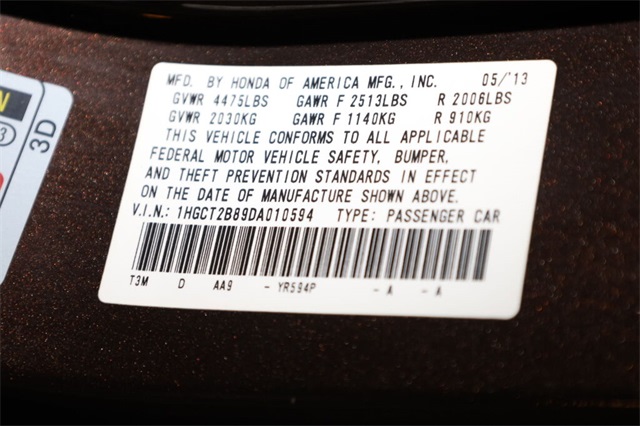 MFD. BY HONDA OF AMERICA MFG., INC. 05/'13
GVWR 4475LBS GAWR F 2513LBS R 2006LBS
GVWR 2030KG GAWR F 1140KG R 910KG
THIS VEHICLE CONFORMS TO ALL APPLICABLE
FEDERAL MOTOR VEHICLE SAFETY, BUMPER,
AND THEFT PREVENTION STANDARDS IN EFFECT
ON THE DATE OF MANUFACTURE SHOWN ABOVE.
V.I.N.: 1HGCT2B89DA010594 TYPE: PASSENGER CAR
T3M D AA9 - YR594P - A - A
N
3
3D